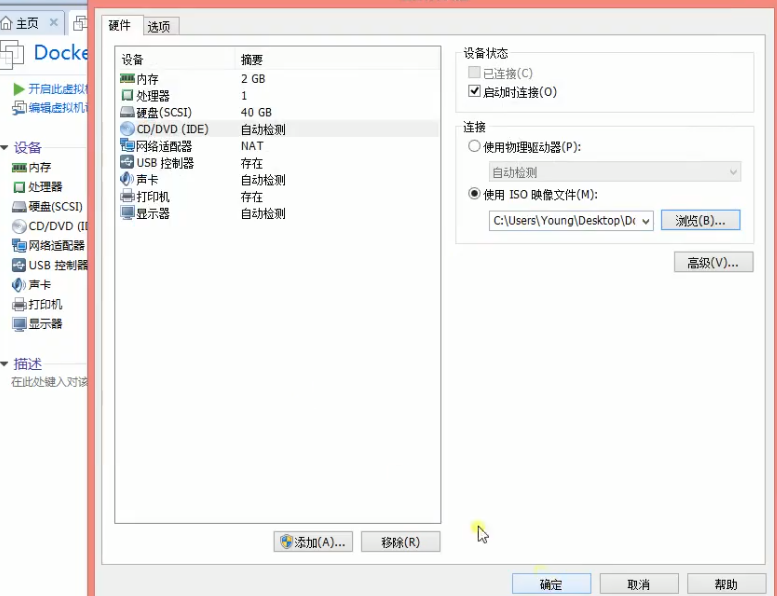 主页
硬件
选项
Docke
开启此虚拟
编辑虚拟机
设备
内存
处理器
硬盘(SCSI)
CD/DVD (II
网络适配器
USB 控制器
声卡
打印机
显示器
描述
在此处键入对该
设备 摘要
内存 2 GB
处理器 1
硬盘(SCSI) 40 GB
CD/DVD (IDE) 自动检测
网络适配器 NAT
USB 控制器 存在
声卡 自动检测
打印机 存在
显示器 自动检测
添加(A)...
移除(R)
设备状态
已连接(C)
启动时连接(O)
连接
使用物理驱动器(P):
自动检测
使用 ISO 映像文件(M):
C:\Users\Young\Desktop\Dc
浏览(B)...
高级(V)...
确定
取消
帮助